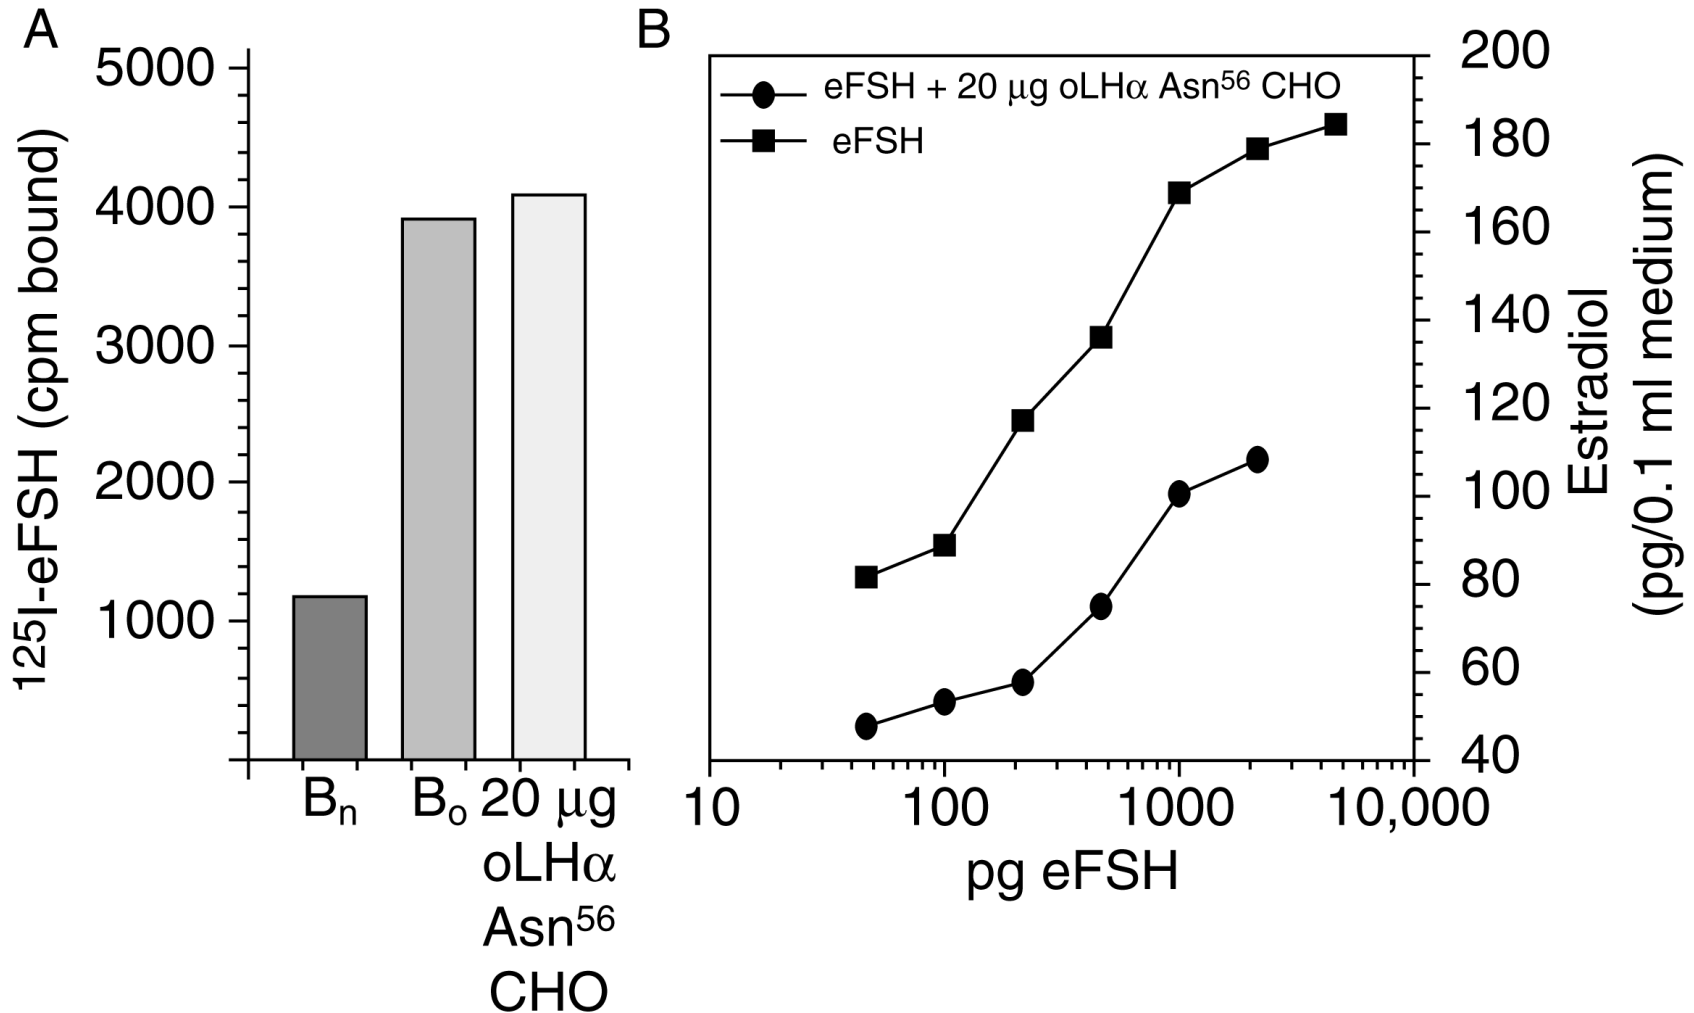 A
5000
4000
3000
2000
1000
¹²⁵I-eFSH (cpm bound)
Bₙ
Bₒ
20 μg
oLHα
Asn⁵⁶
CHO
B
eFSH + 20 μg oLHα Asn⁵⁶ CHO
eFSH
200
180
160
140
120
100
80
60
40
Estradiol
(pg/0.1 ml medium)
10
100
1000
10,000
pg eFSH